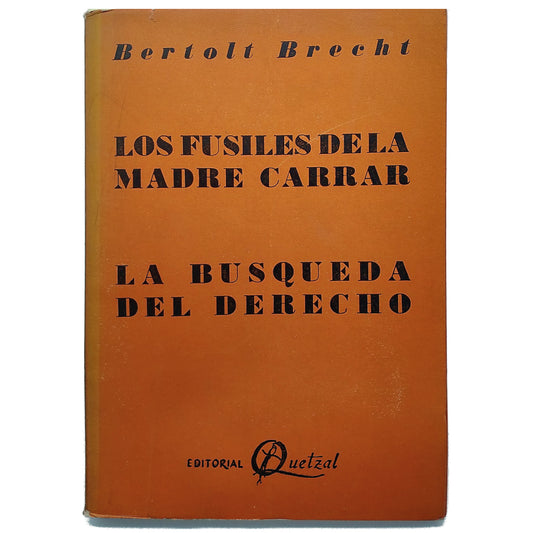 Bertolt Brecht
LOS FUSILES DE LA
MADRE CARRAR
LA BUSQUEDA
DEL DERECHO
EDITORIAL Quetzal